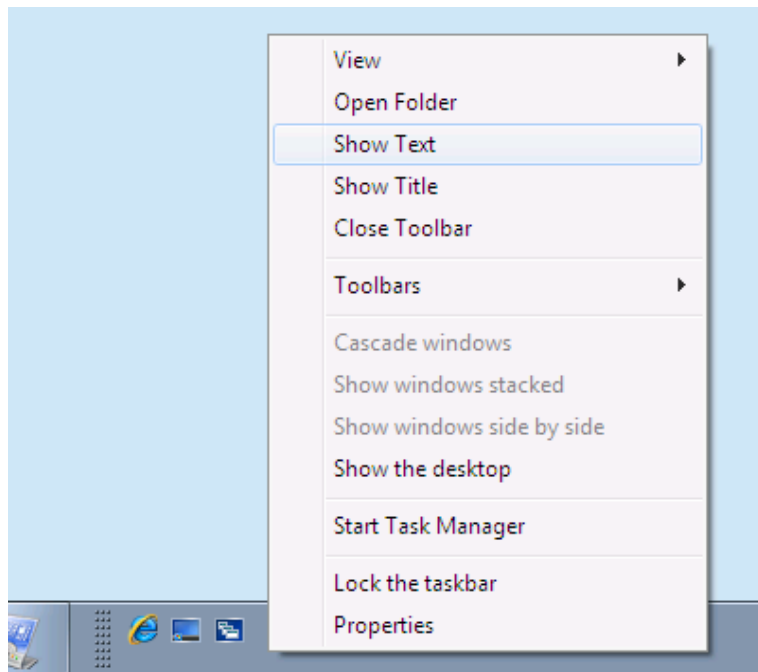 View
Open Folder
Show Text
Show Title
Close Toolbar
Toolbars
Cascade windows
Show windows stacked
Show windows side by side
Show the desktop
Start Task Manager
Lock the taskbar
Properties